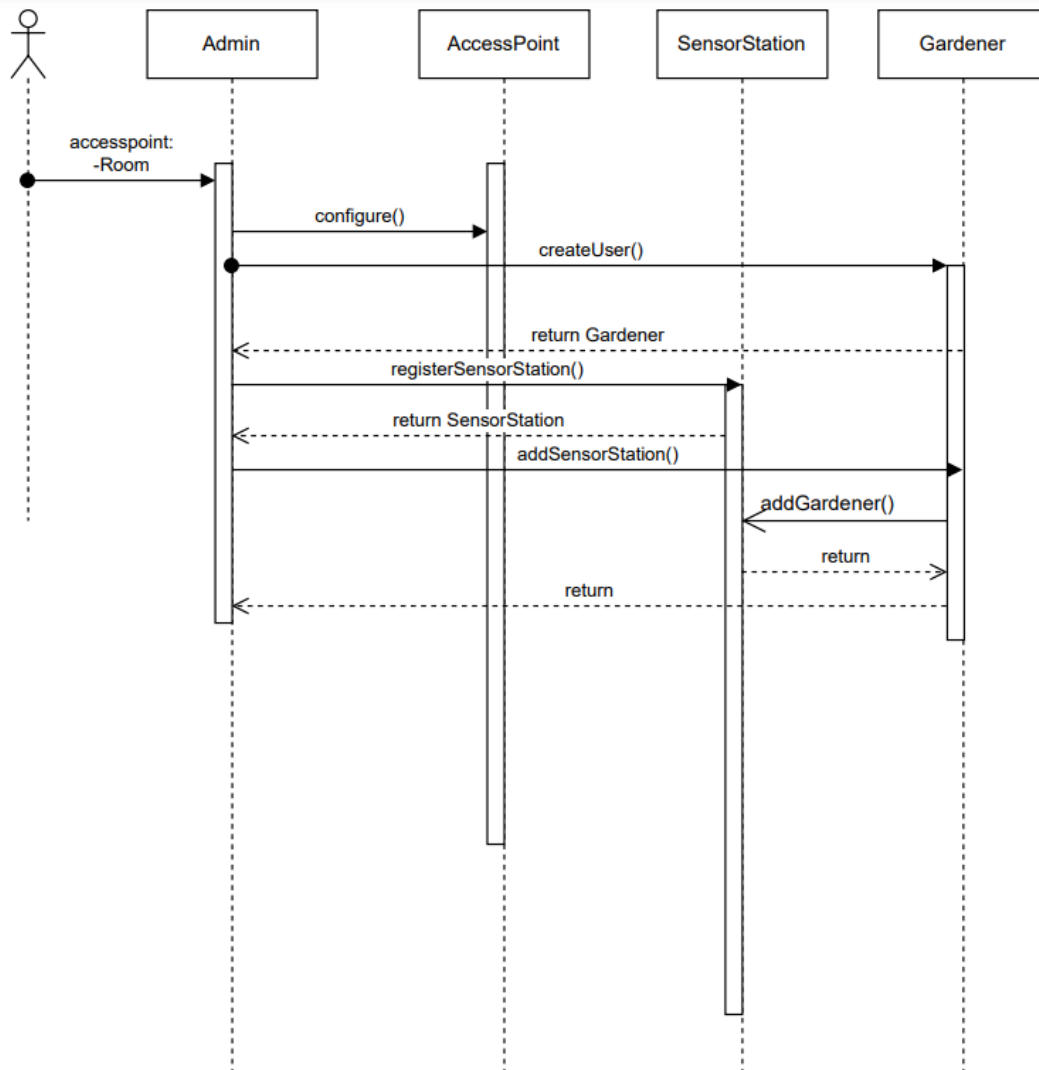 Admin
AccessPoint
SensorStation
Gardener
accesspoint:
-Room
configure()
createUser()
return Gardener
registerSensorStation()
return SensorStation
addSensorStation()
addGardener()
return
return